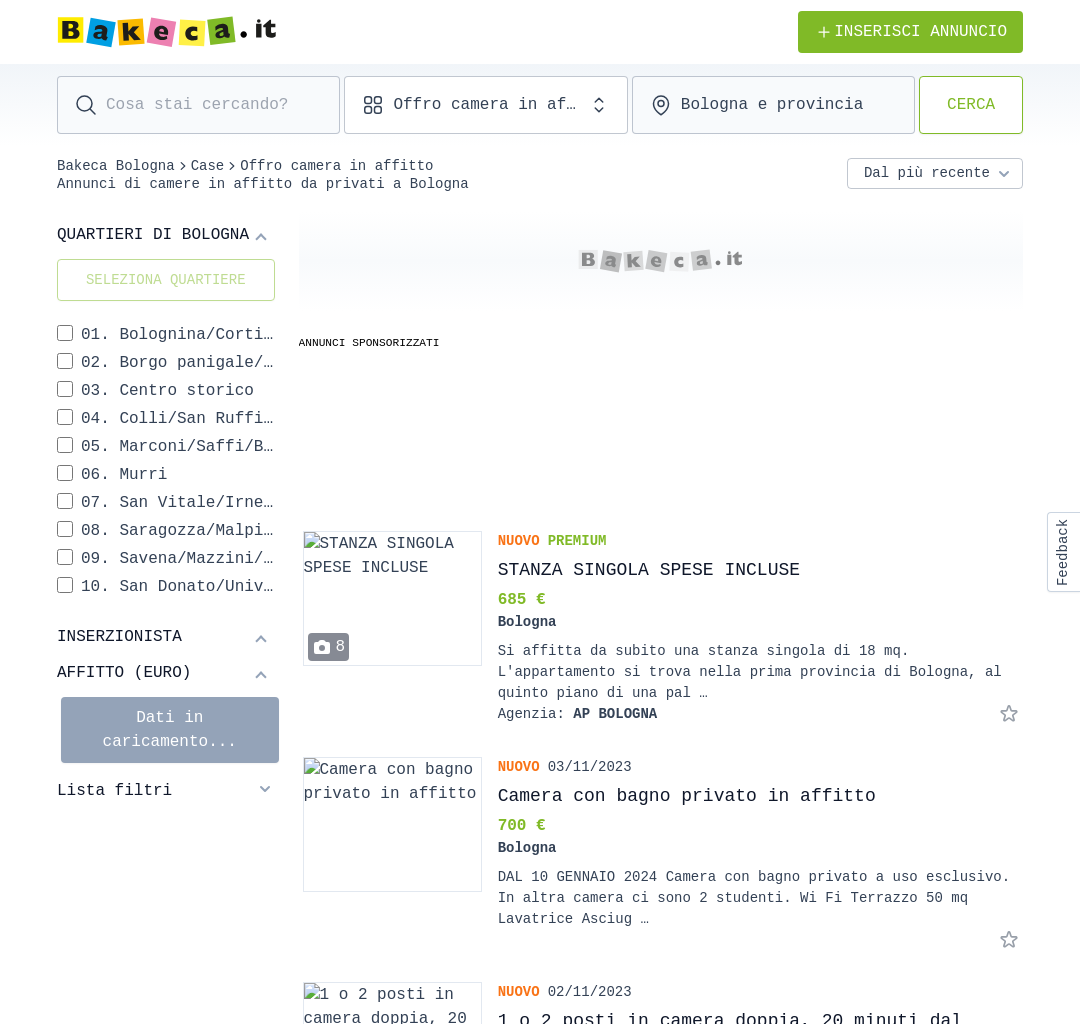 Bakeca.it
INSERISCI ANNUNCIO
Cosa stai cercando?
Offro camera in af…
Bologna e provincia
CERCA
Bakeca Bologna > Case > Offro camera in affitto
Annunci di camere in affitto da privati a Bologna
Dal più recente
QUARTIERI DI BOLOGNA
SELEZIONA QUARTIERE
01. Bolognina/Corti…
02. Borgo panigale/…
03. Centro storico
04. Colli/San Ruffi…
05. Marconi/Saffi/B…
06. Murri
07. San Vitale/Irne…
08. Saragozza/Malpi…
09. Savena/Mazzini/…
10. San Donato/Univ…
INSERZIONISTA
AFFITTO (EURO)
Dati in
caricamento...
Lista filtri
Bakeca.it
ANNUNCI SPONSORIZZATI
STANZA SINGOLA
SPESE INCLUSE
8
NUOVO PREMIUM
STANZA SINGOLA SPESE INCLUSE
685 €
Bologna
Si affitta da subito una stanza singola di 18 mq.
L'appartamento si trova nella prima provincia di Bologna, al
quinto piano di una pal …
Agenzia: AP BOLOGNA
Camera con bagno
privato in affitto
NUOVO 03/11/2023
Camera con bagno privato in affitto
700 €
Bologna
DAL 10 GENNAIO 2024 Camera con bagno privato a uso esclusivo.
In altra camera ci sono 2 studenti. Wi Fi Terrazzo 50 mq
Lavatrice Asciug …
1 o 2 posti in
camera doppia, 20
NUOVO 02/11/2023
1 o 2 posti in camera doppia, 20 minuti dal
Feedback